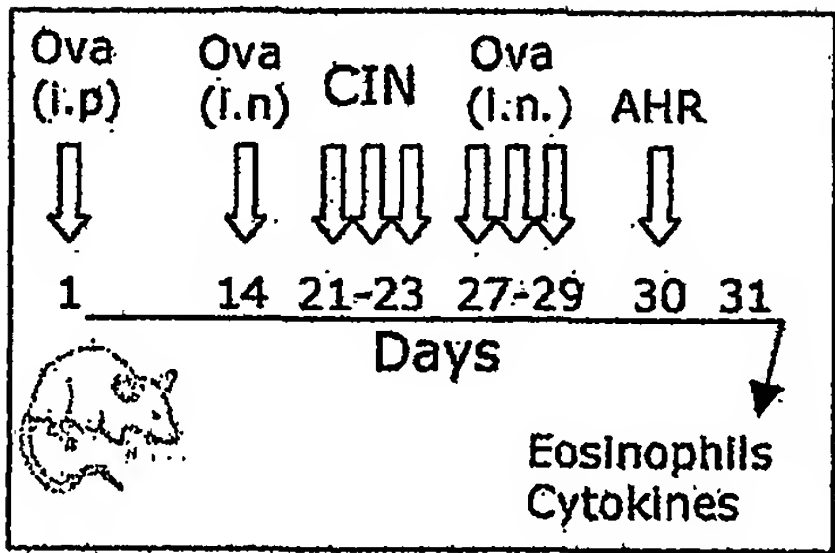 Ova Ova CIN Ova AHR
(i.p) (i.n) (i.n.)
1 14 21-23 27-29 30 31
Days
Eosinophils
Cytokines